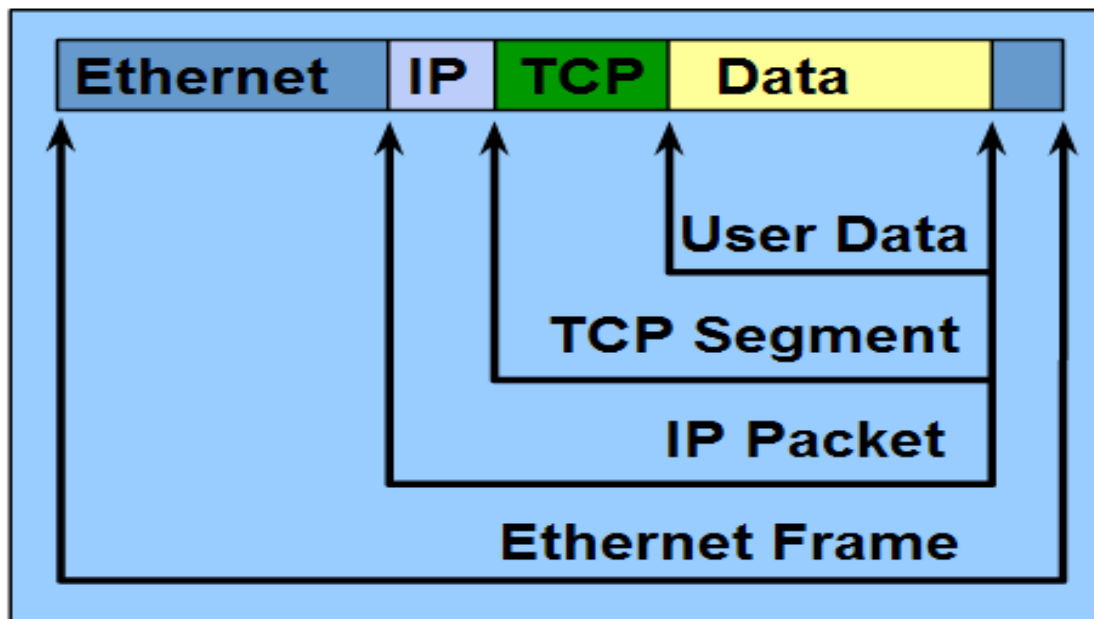 Ethernet IP TCP Data
User Data
TCP Segment
IP Packet
Ethernet Frame